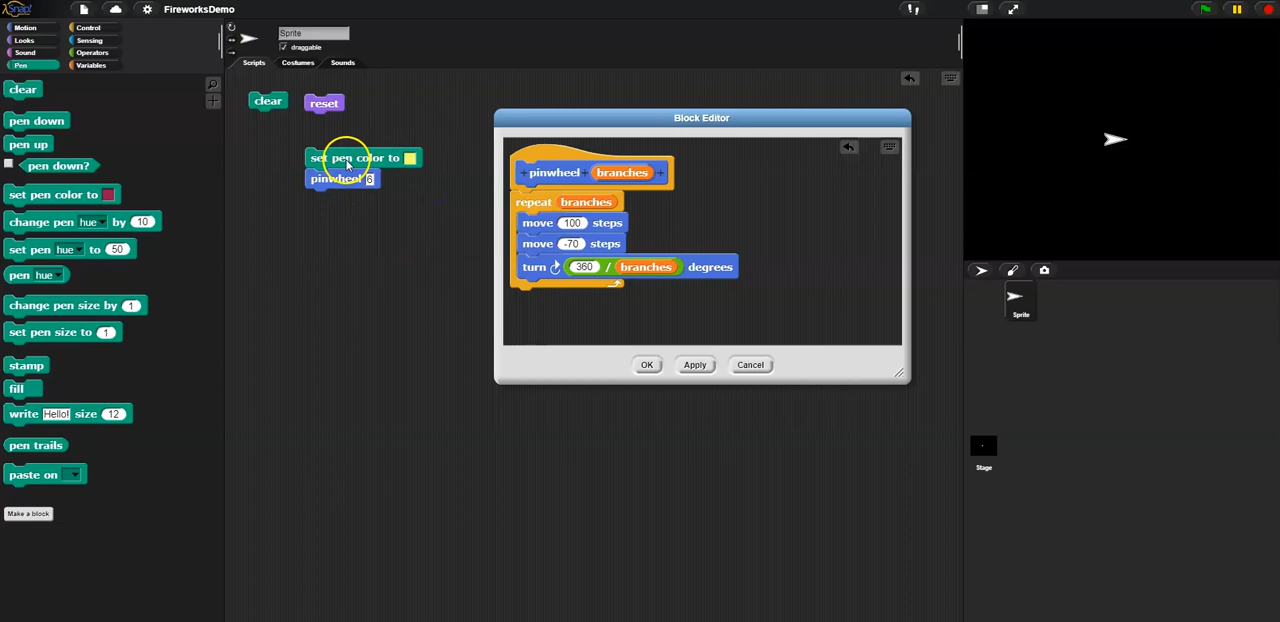 Snap! FireworksDemo
Motion Control
Looks Sensing
Sound Operators
Pen Variables
clear
pen down
pen up
pen down?
set pen color to
change pen hue by 10
set pen hue to 50
pen hue
change pen size by 1
set pen size to 1
stamp
fill
write Hello! size 12
pen trails
paste on
Make a block
Sprite
draggable
Scripts Costumes Sounds
clear reset
set pen color to
pinwheel 6
Block Editor
+ pinwheel + branches +
repeat branches
move 100 steps
move -70 steps
turn 360 / branches degrees
OK Apply Cancel
Sprite
Stage